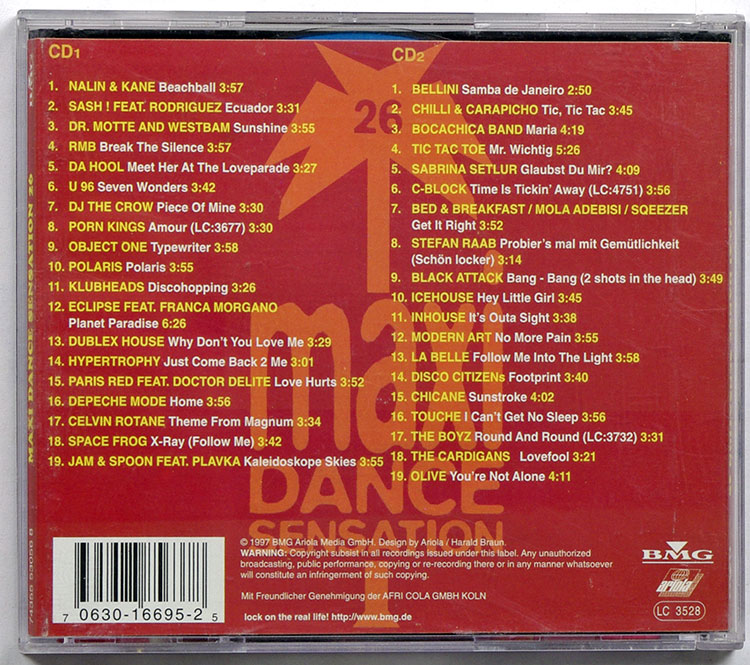 CD1
1. NALIN & KANE Beachball 3:57
2. SASH ! FEAT. RODRIGUEZ Ecuador 3:31
3. DR. MOTTE AND WESTBAM Sunshine 3:55
4. RMB Break The Silence 3:57
5. DA HOOL Meet Her At The Loveparade 3:27
6. U 96 Seven Wonders 3:42
7. DJ THE CROW Piece Of Mine 3:30
8. PORN KINGS Amour (LC:3677) 3:30
9. OBJECT ONE Typewriter 3:58
10. POLARIS Polaris 3:55
11. KLUBHEADS Discohopping 3:26
12. ECLIPSE FEAT. FRANCA MORGANO
Planet Paradise 6:26
13. DUBLEX HOUSE Why Don't You Love Me 3:29
14. HYPERTROPHY Just Come Back 2 Me 3:01
15. PARIS RED FEAT. DOCTOR DELITE Love Hurts 3:52
16. DEPECHE MODE Home 3:56
17. CELVIN ROTANE Theme From Magnum 3:34
18. SPACE FROG X-Ray (Follow Me) 3:42
19. JAM & SPOON FEAT. PLAVKA Kaleidoskope Skies 3:55
CD2
1. BELLINI Samba de Janeiro 2:50
2. CHILLI & CARAPICHO Tic, Tic Tac 3:45
3. BOCACHICA BAND Maria 4:19
4. TIC TAC TOE Mr. Wichtig 5:26
5. SABRINA SETLUR Glaubst Du Mir? 4:09
6. C-BLOCK Time Is Tickin' Away (LC:4751) 3:56
7. BED & BREAKFAST / MOLA ADEBISI / SQEEZER
Get It Right 3:52
8. STEFAN RAAB Probier's mal mit Gemütlichkeit
(Schön locker) 3:14
9. BLACK ATTACK Bang - Bang (2 shots in the head) 3:49
10. ICEHOUSE Hey Little Girl 3:45
11. INHOUSE It's Outa Sight 3:38
12. MODERN ART No More Pain 3:55
13. LA BELLE Follow Me Into The Light 3:58
14. DISCO CITIZENs Footprint 3:40
15. CHICANE Sunstroke 4:02
16. TOUCHE I Can't Get No Sleep 3:56
17. THE BOYZ Round And Round (LC:3732) 3:31
18. THE CARDIGANS Lovefool 3:21
19. OLIVE You're Not Alone 4:11
26
maxi
DANCE
SENSATION
MAXI DANCE SENSATION 26
BMG
7 0630-16695-2 5
© 1997 BMG Ariola Media GmbH. Design by Ariola / Harald Braun.
WARNING: Copyright subsist in all recordings issued under this label. Any unauthorized
broadcasting, public performance, copying or re-recording there or in any manner whatsoever
will constitute an infringement of such copyright.
Mit Freundlicher Genehmigung der AFRI COLA GMBH KOLN
lock on the real life! http://www.bmg.de
BMG
ariola
LC 3528